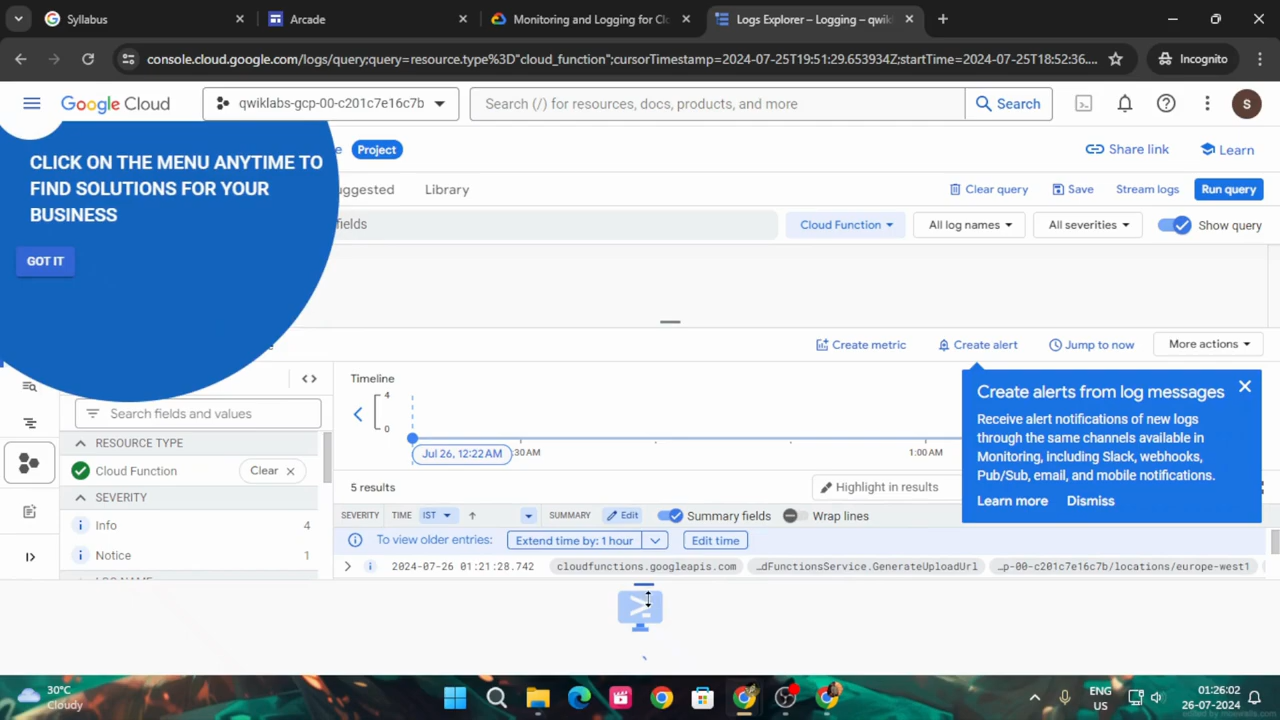 Syllabus
Arcade
Monitoring and Logging for Clo
Logs Explorer – Logging – qwikl
console.cloud.google.com/logs/query;query=resource.type%3D"cloud_function";cursorTimestamp=2024-07-25T19:51:29.653934Z;startTime=2024-07-25T18:52:36....
Incognito
Google Cloud
qwiklabs-gcp-00-c201c7e16c7b
Search (/) for resources, docs, products, and more
Search
S
CLICK ON THE MENU ANYTIME TO
FIND SOLUTIONS FOR YOUR
BUSINESS
GOT IT
Project
Share link
Learn
uggested
Library
Clear query
Save
Stream logs
Run query
fields
Cloud Function
All log names
All severities
Show query
Create metric
Create alert
Jump to now
More actions
Timeline
4
0
Jul 26, 12:22AM
:30 AM
1:00 AM
Create alerts from log messages
Receive alert notifications of new logs
through the same channels available in
Monitoring, including Slack, webhooks,
Pub/Sub, email, and mobile notifications.
Learn more
Dismiss
Search fields and values
RESOURCE TYPE
Cloud Function
Clear
SEVERITY
Info
4
Notice
1
5 results
Highlight in results
SEVERITY
TIME
IST
SUMMARY
Edit
Summary fields
Wrap lines
To view older entries:
Extend time by: 1 hour
Edit time
2024-07-26 01:21:28.742
cloudfunctions.googleapis.com
…dFunctionsService.GenerateUploadUrl
…p-00-c201c7e16c7b/locations/europe-west1
30°C
Cloudy
ENG
US
01:26:02
26-07-2024